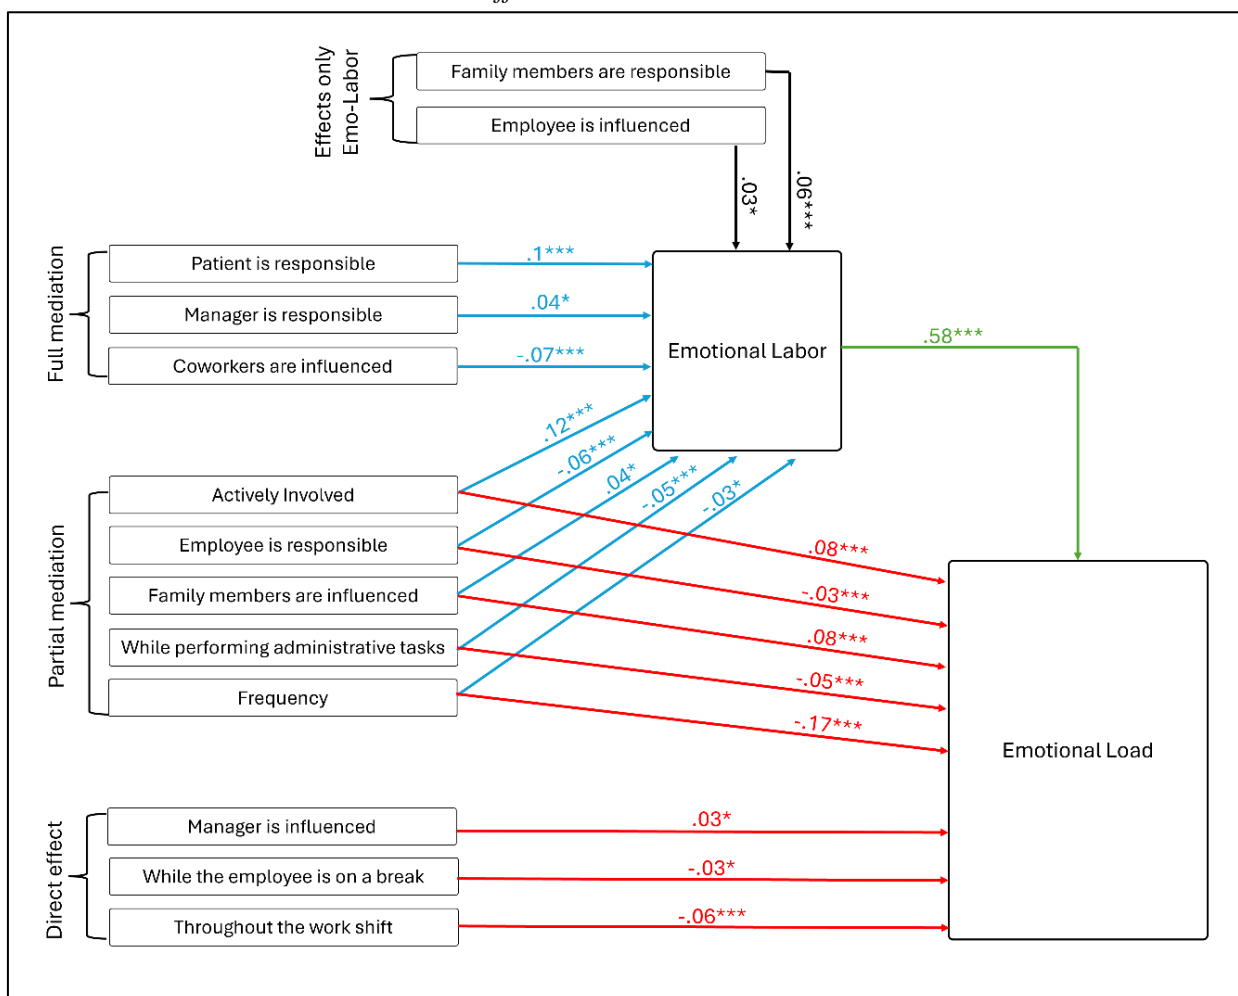 Effects only
Emo-Labor
Family members are responsible
Employee is influenced
.03*
.06****
Full mediation
Patient is responsible
.1***
Manager is responsible
.04*
Coworkers are influenced
-.07***
Emotional Labor
.58***
Partial mediation
Actively Involved
.12***
-.06***
.04*
-.05***
-.03*
Employee is responsible
Family members are influenced
While performing administrative tasks
Frequency
.08***
-.03***
.08***
-.05***
-.17***
Emotional Load
Direct effect
Manager is influenced
.03*
While the employee is on a break
-.03*
Throughout the work shift
-.06***